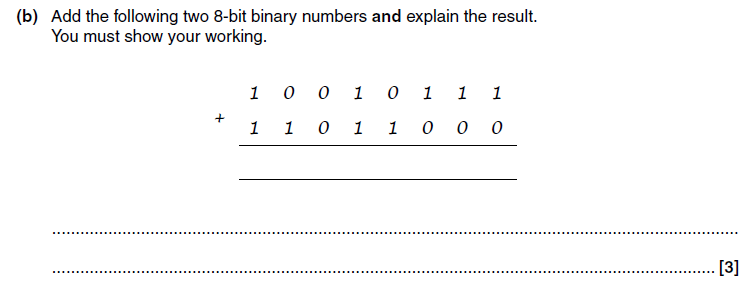 (b) Add the following two 8-bit binary numbers and explain the result.
You must show your working.
1 0 0 1 0 1 1 1
+
1 1 0 1 1 0 0 0
................................................................................
................................................................................ [3]